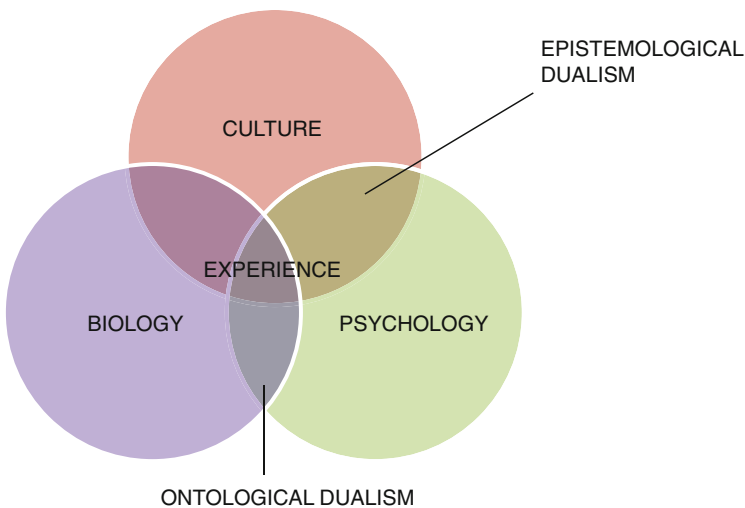 EPISTEMOLOGICAL
DUALISM
CULTURE
EXPERIENCE
BIOLOGY
PSYCHOLOGY
ONTOLOGICAL DUALISM